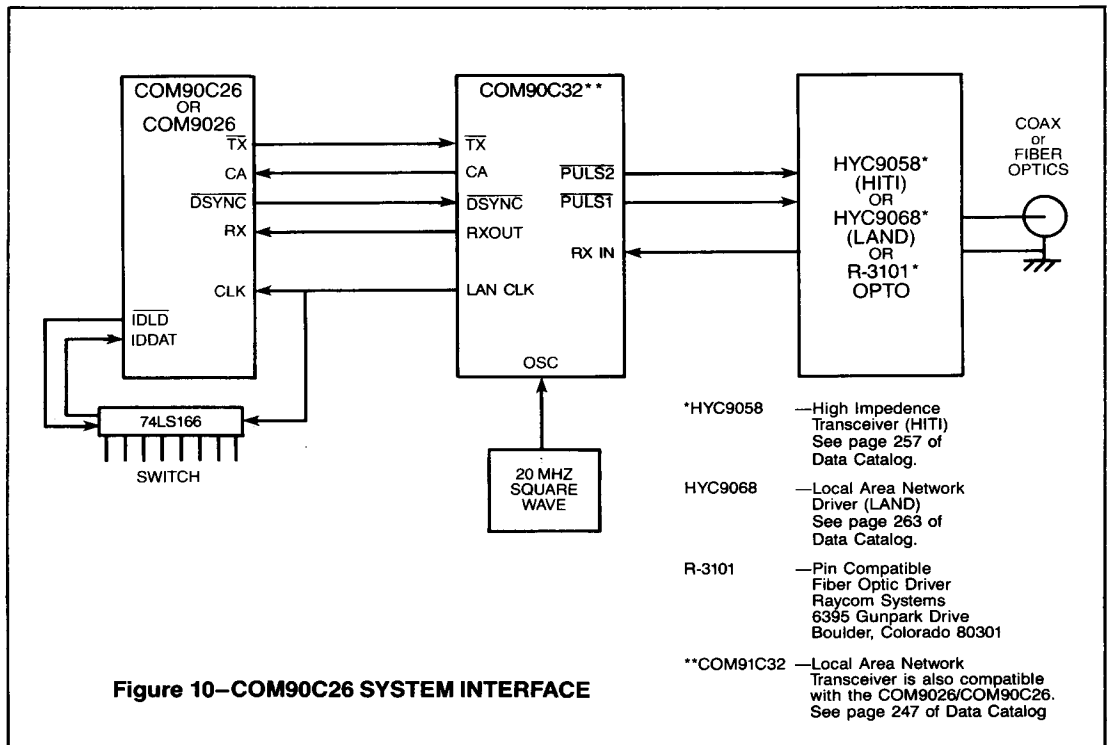 COM90C26
OR
COM9026
TX
CA
DSYNC
RX
CLK
IDLD
IDDAT
74LS166
SWITCH
COM90C32**
TX
CA
DSYNC
RXOUT
LAN CLK
PULS2
PULS1
RX IN
OSC
20 MHZ
SQUARE
WAVE
HYC9058*
(HITI)
OR
HYC9068*
(LAND)
OR
R-3101*
OPTO
COAX
or
FIBER
OPTICS
*HYC9058 —High Impedence
Transceiver (HITI)
See page 257 of
Data Catalog.
HYC9068 —Local Area Network
Driver (LAND)
See page 263 of
Data Catalog.
R-3101 —Pin Compatible
Fiber Optic Driver
Raycom Systems
6395 Gunpark Drive
Boulder, Colorado 80301
**COM91C32 —Local Area Network
Transceiver is also compatible
with the COM9026/COM90C26.
See page 247 of Data Catalog
Figure 10–COM90C26 SYSTEM INTERFACE